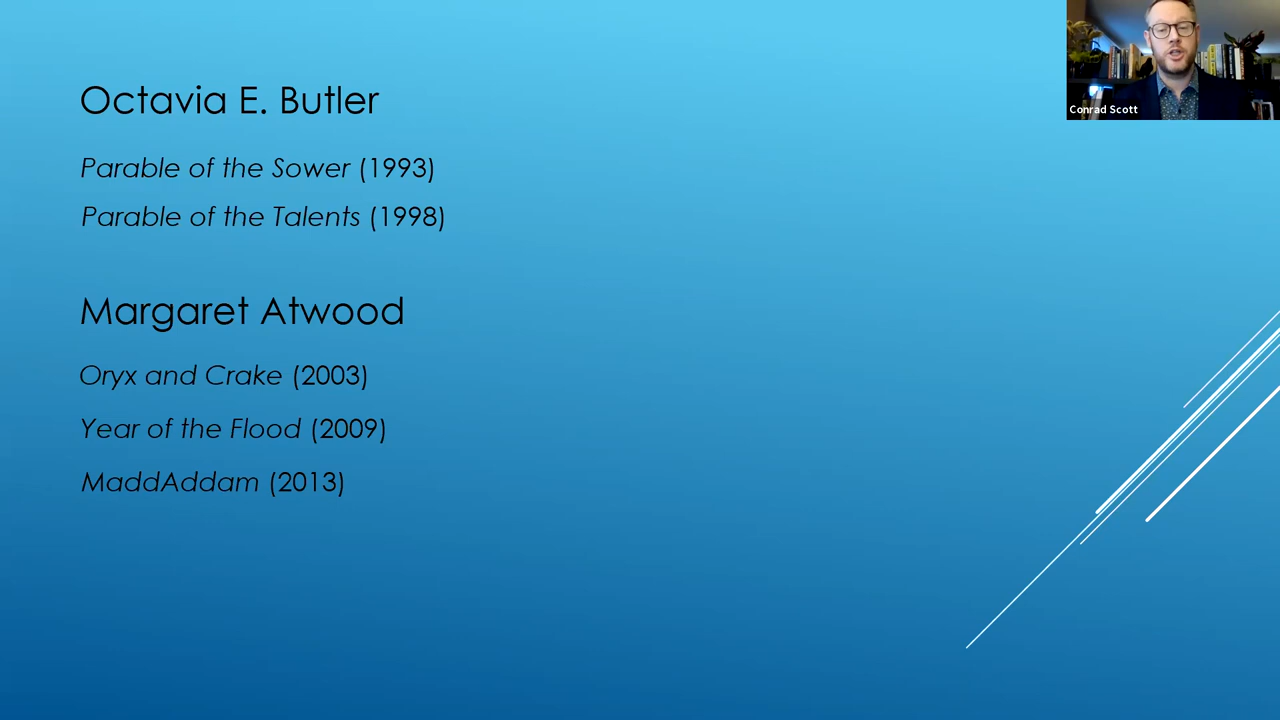 Octavia E. Butler
Parable of the Sower (1993)
Parable of the Talents (1998)
Margaret Atwood
Oryx and Crake (2003)
Year of the Flood (2009)
MaddAddam (2013)
Conrad Scott